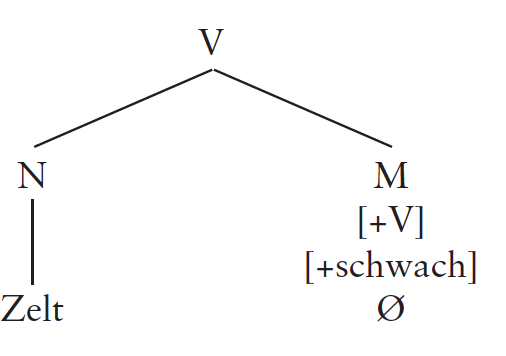 V
N M
[+V]
[+schwach]
Zelt Ø